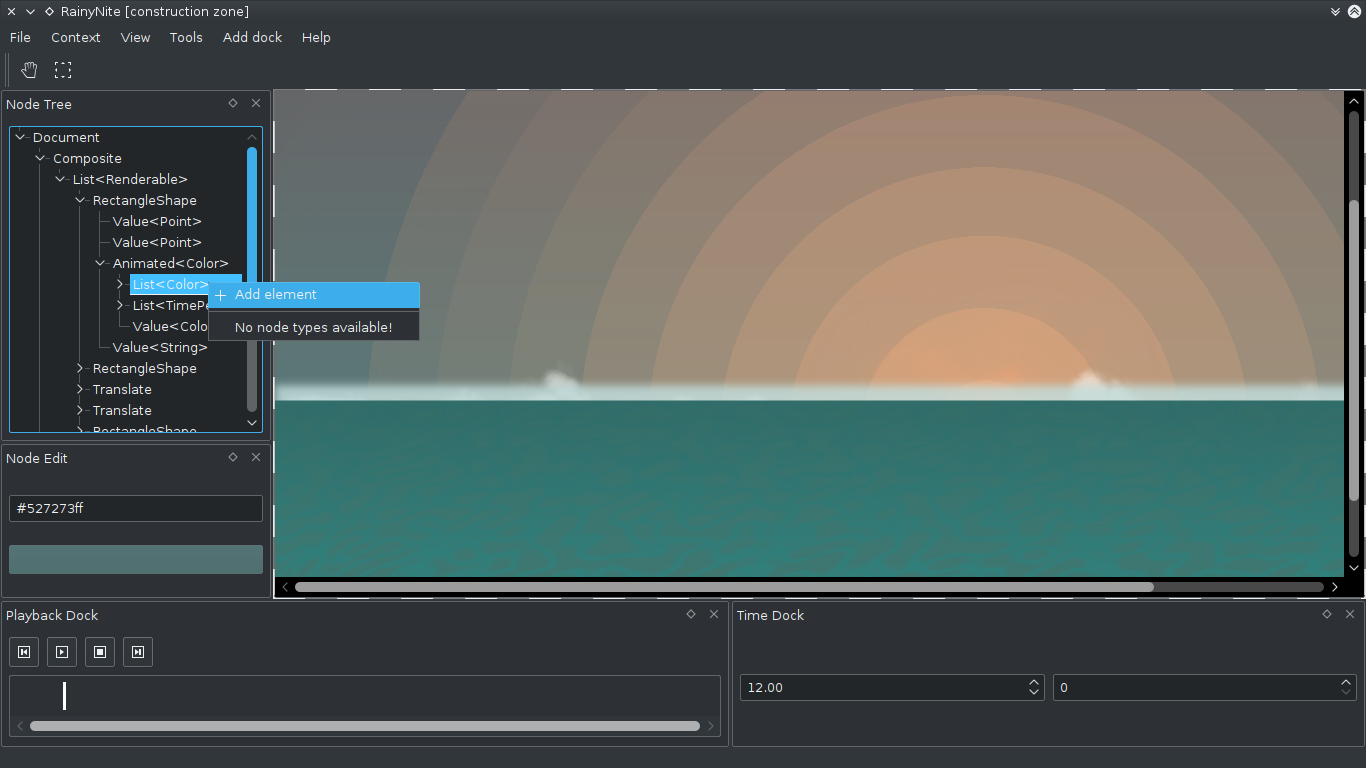 RainyNite [construction zone]
File Context View Tools Add dock Help
Node Tree
Document
Composite
List<Renderable>
RectangleShape
Value<Point>
Value<Point>
Animated<Color>
List<Color>
Add element
List<TimePe
No node types available!
Value<Colo
Value<String>
RectangleShape
Translate
Translate
RectangleShape
Node Edit
#527273ff
Playback Dock
Time Dock
12.00
0